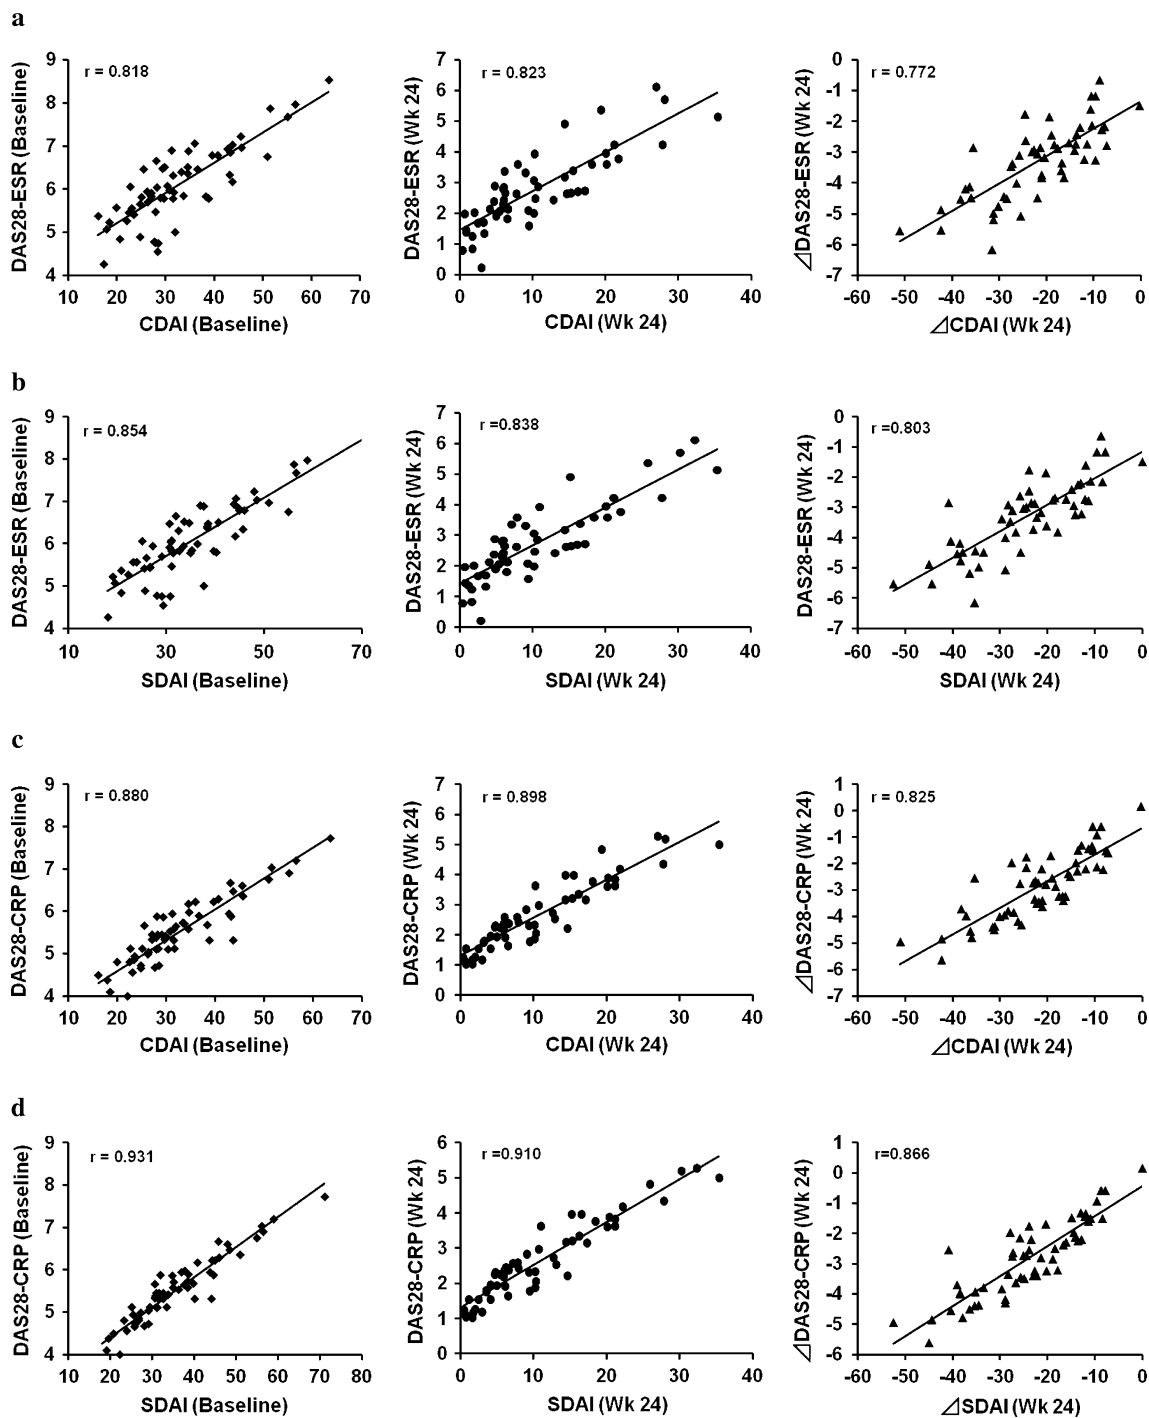 a
r = 0.818
r = 0.823
r = 0.772
DAS28-ESR (Baseline)
9
8
7
6
5
4
10 20 30 40 50 60 70
CDAI (Baseline)
DAS28-ESR (Wk 24)
7
6
5
4
3
2
1
0
0 10 20 30 40
CDAI (Wk 24)
⊿DAS28-ESR (Wk 24)
-0
-1
-2
-3
-4
-5
-6
-7
-60 -50 -40 -30 -20 -10 0
⊿CDAI (Wk 24)
b
r = 0.854
r =0.838
r =0.803
DAS28-ESR (Baseline)
9
8
7
6
5
4
10 30 50 70
SDAI (Baseline)
DAS28-ESR (Wk 24)
7
6
5
4
3
2
1
0
0 10 20 30 40
SDAI (Wk 24)
DAS28-ESR (Wk 24)
0
-1
-2
-3
-4
-5
-6
-7
-60 -50 -40 -30 -20 -10 0
SDAI (Wk 24)
c
r = 0.880
r = 0.898
r = 0.825
DAS28-CRP (Baseline)
9
8
7
6
5
4
10 20 30 40 50 60 70
CDAI (Baseline)
DAS28-CRP (Wk 24)
7
6
5
4
3
2
1
0
0 10 20 30 40
CDAI (Wk 24)
⊿DAS28-CRP (Wk 24)
1
0
-1
-2
-3
-4
-5
-6
-7
-60 -50 -40 -30 -20 -10 0
⊿CDAI (Wk 24)
d
r = 0.931
r =0.910
r=0.866
DAS28-CRP (Baseline)
9
8
7
6
5
4
10 20 30 40 50 60 70 80
SDAI (Baseline)
DAS28-CRP (Wk 24)
6
5
4
3
2
1
0
0 10 20 30 40
SDAI (Wk 24)
⊿DAS28-CRP (Wk 24)
1
0
-1
-2
-3
-4
-5
-6
-60 -50 -40 -30 -20 -10 0
⊿SDAI (Wk 24)